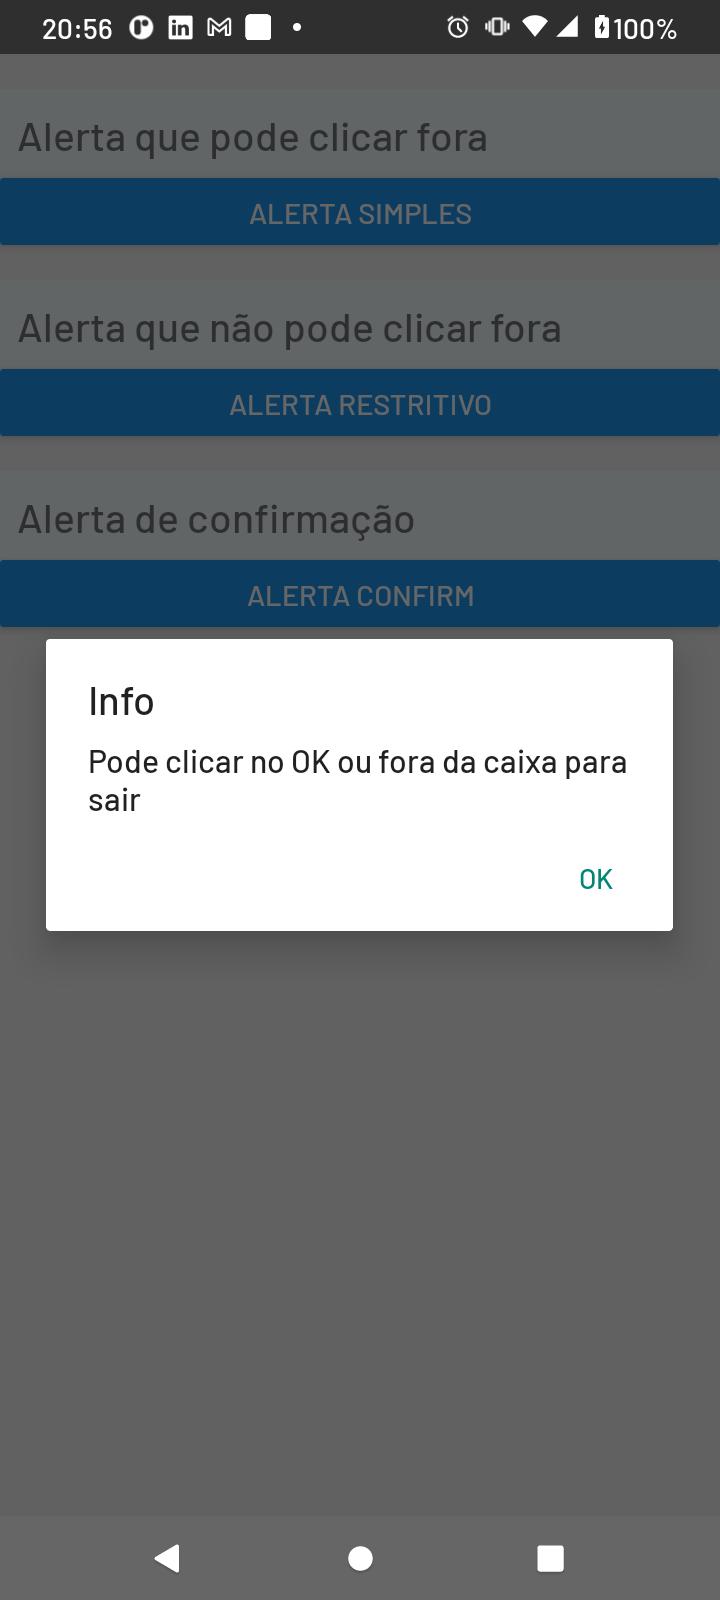 20:56 in 100%
Alerta que pode clicar fora
ALERTA SIMPLES
Alerta que não pode clicar fora
ALERTA RESTRITIVO
Alerta de confirmação
ALERTA CONFIRM
Info
Pode clicar no OK ou fora da caixa para
sair
OK